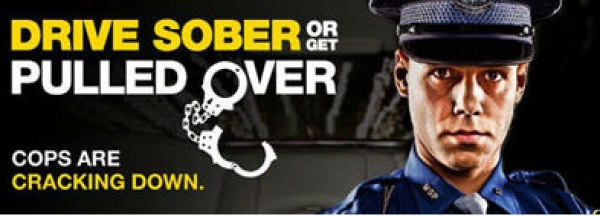 DRIVE SOBER OR GET
PULLED OVER
COPS ARE
CRACKING DOWN.